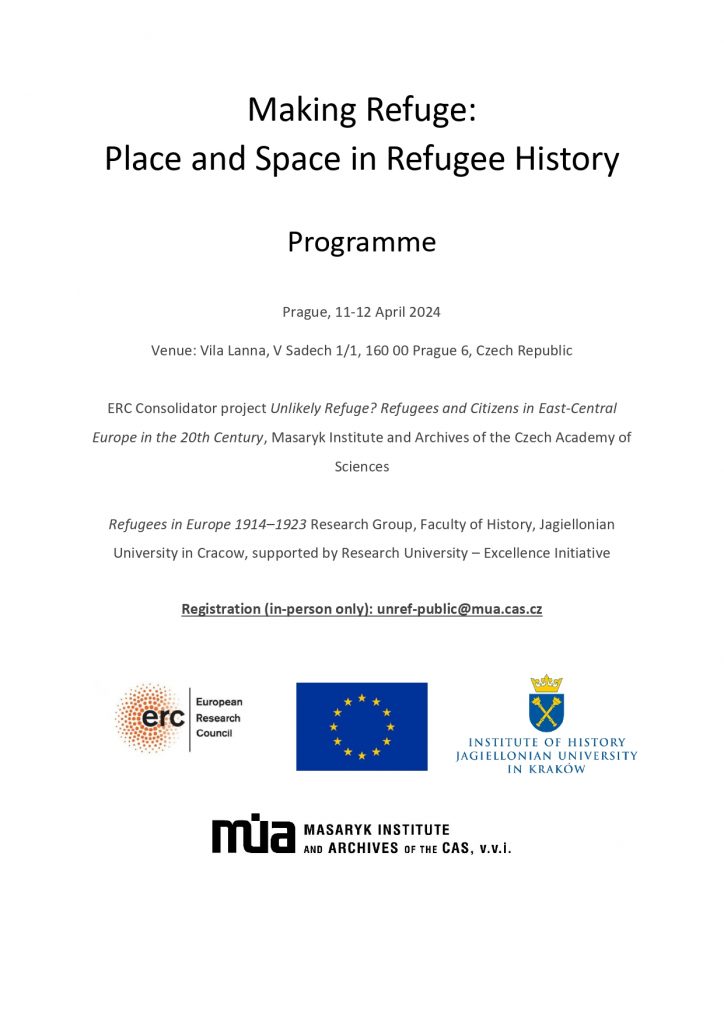 Making Refuge:
Place and Space in Refugee History
Programme
Prague, 11-12 April 2024
Venue: Vila Lanna, V Sadech 1/1, 160 00 Prague 6, Czech Republic
ERC Consolidator project Unlikely Refuge? Refugees and Citizens in East-Central
Europe in the 20th Century, Masaryk Institute and Archives of the Czech Academy of
Sciences
Refugees in Europe 1914–1923 Research Group, Faculty of History, Jagiellonian
University in Cracow, supported by Research University – Excellence Initiative
Registration (in-person only): unref-public@mua.cas.cz
erc
European
Research
Council
INSTITUTE OF HISTORY
JAGIELLONIAN UNIVERSITY
IN KRAKÓW
mua
MASARYK INSTITUTE
AND ARCHIVES OF THE CAS, v.v.i.